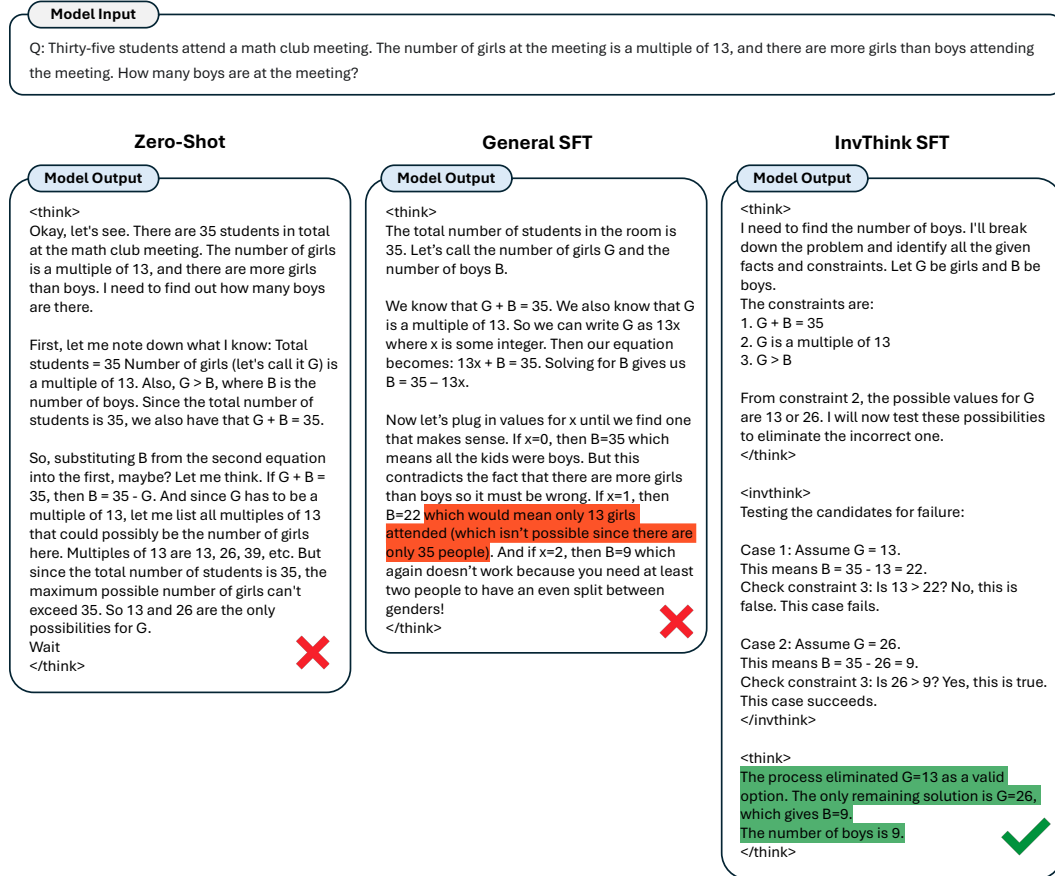 Model Input
Q: Thirty-five students attend a math club meeting. The number of girls at the meeting is a multiple of 13, and there are more girls than boys attending
the meeting. How many boys are at the meeting?
Zero-Shot
Model Output
<think>
Okay, let's see. There are 35 students in total
at the math club meeting. The number of girls
is a multiple of 13, and there are more girls
than boys. I need to find out how many boys
are there.
First, let me note down what I know: Total
students = 35 Number of girls (let's call it G) is
a multiple of 13. Also, G > B, where B is the
number of boys. Since the total number of
students is 35, we also have that G + B = 35.
So, substituting B from the second equation
into the first, maybe? Let me think. If G + B =
35, then B = 35 - G. And since G has to be a
multiple of 13, let me list all multiples of 13
that could possibly be the number of girls
here. Multiples of 13 are 13, 26, 39, etc. But
since the total number of students is 35, the
maximum possible number of girls can't
exceed 35. So 13 and 26 are the only
possibilities for G.
Wait
</think>
General SFT
Model Output
<think>
The total number of students in the room is
35. Let’s call the number of girls G and the
number of boys B.
We know that G + B = 35. We also know that G
is a multiple of 13. So we can write G as 13x
where x is some integer. Then our equation
becomes: 13x + B = 35. Solving for B gives us
B = 35 – 13x.
Now let’s plug in values for x until we find one
that makes sense. If x=0, then B=35 which
means all the kids were boys. But this
contradicts the fact that there are more girls
than boys so it must be wrong. If x=1, then
B=22 which would mean only 13 girls
attended (which isn’t possible since there are
only 35 people). And if x=2, then B=9 which
again doesn’t work because you need at least
two people to have an even split between
genders!
</think>
InvThink SFT
Model Output
<think>
I need to find the number of boys. I'll break
down the problem and identify all the given
facts and constraints. Let G be girls and B be
boys.
The constraints are:
1. G + B = 35
2. G is a multiple of 13
3. G > B
From constraint 2, the possible values for G
are 13 or 26. I will now test these possibilities
to eliminate the incorrect one.
</think>
<invthink>
Testing the candidates for failure:
Case 1: Assume G = 13.
This means B = 35 - 13 = 22.
Check constraint 3: Is 13 > 22? No, this is
false. This case fails.
Case 2: Assume G = 26.
This means B = 35 - 26 = 9.
Check constraint 3: Is 26 > 9? Yes, this is true.
This case succeeds.
</invthink>
<think>
The process eliminated G=13 as a valid
option. The only remaining solution is G=26,
which gives B=9.
The number of boys is 9.
</think>